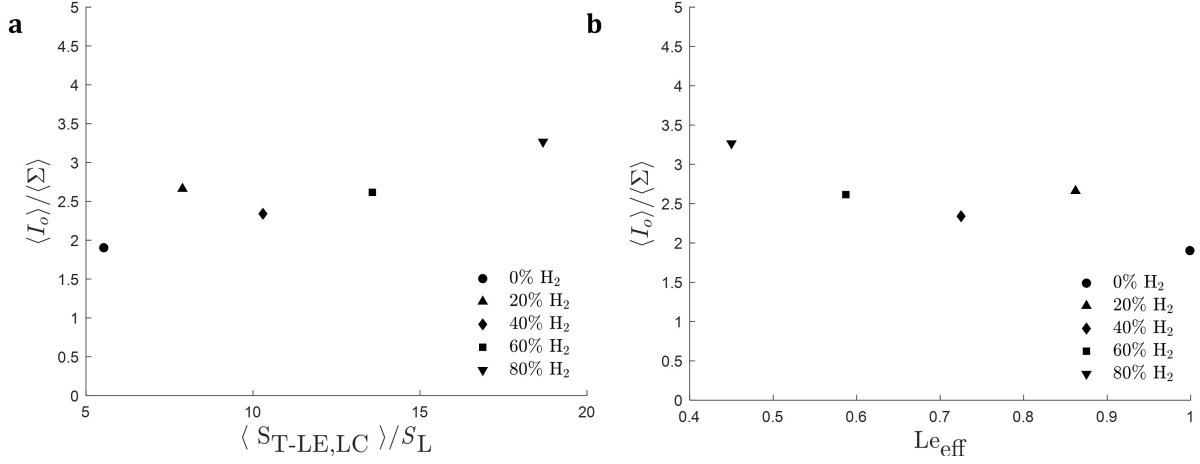 a
5
4.5
4
3.5
3
2.5
2
1.5
1
0.5
0
⟨I_o⟩/⟨Σ⟩
5 10 15 20
⟨ S_T-LE,LC ⟩/S_L
0% H₂
20% H₂
40% H₂
60% H₂
80% H₂
b
5
4.5
4
3.5
3
2.5
2
1.5
1
0.5
0
⟨I_o⟩/⟨Σ⟩
0.4 0.5 0.6 0.7 0.8 0.9 1
Le_eff
0% H₂
20% H₂
40% H₂
60% H₂
80% H₂